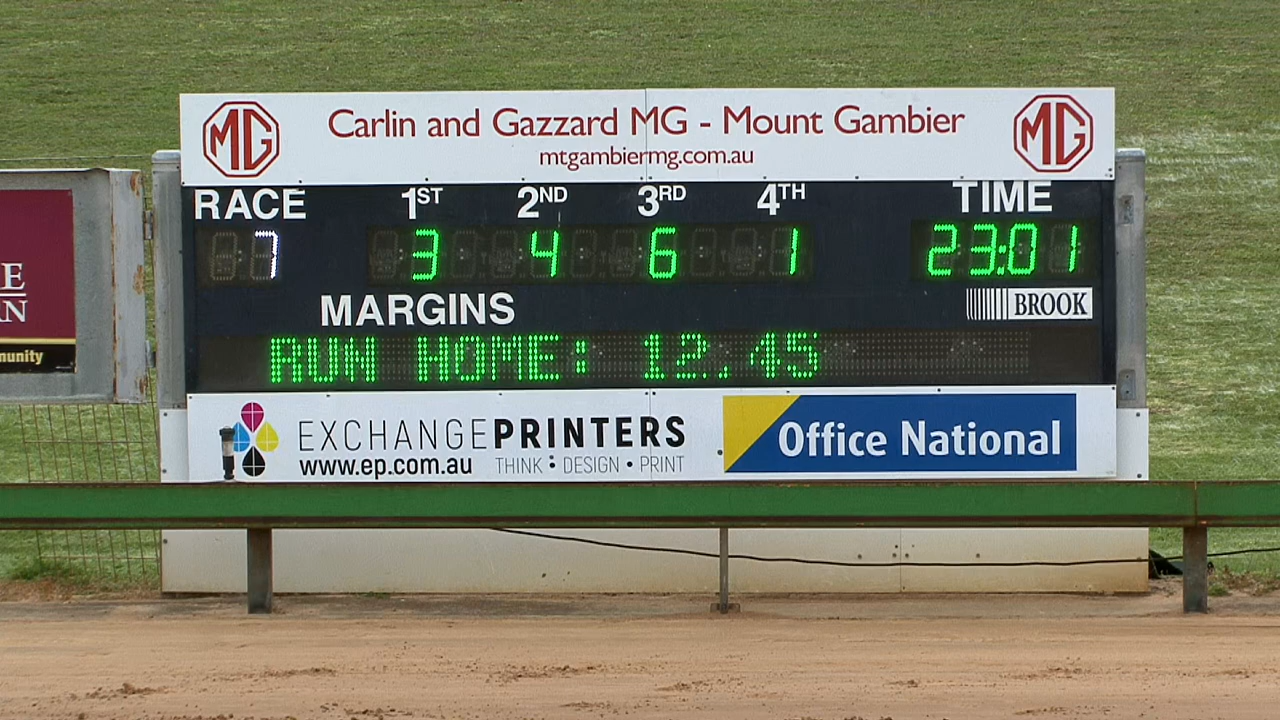 MG Carlin and Gazzard MG - Mount Gambier MG
mtgambiermg.com.au
RACE 1ST 2ND 3RD 4TH TIME
7 3 4 6 1 23:01
MARGINS BROOK
RUN HOME: 12.45
EXCHANGEPRINTERS
www.ep.com.au THINK : DESIGN • PRINT
Office National